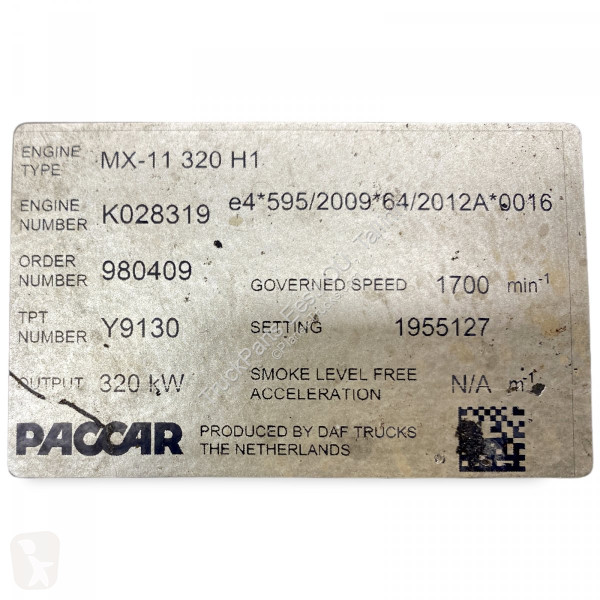 ENGINE TYPE MX-11 320 H1
ENGINE NUMBER K028319 e4*595/2009*64/2012A*0016
ORDER NUMBER 980409 GOVERNED SPEED 1700 min⁻¹
TPT NUMBER Y9130 SETTING 1955127
OUTPUT 320 kW SMOKE LEVEL FREE ACCELERATION N/A m⁻¹
PACCAR PRODUCED BY DAF TRUCKS
THE NETHERLANDS